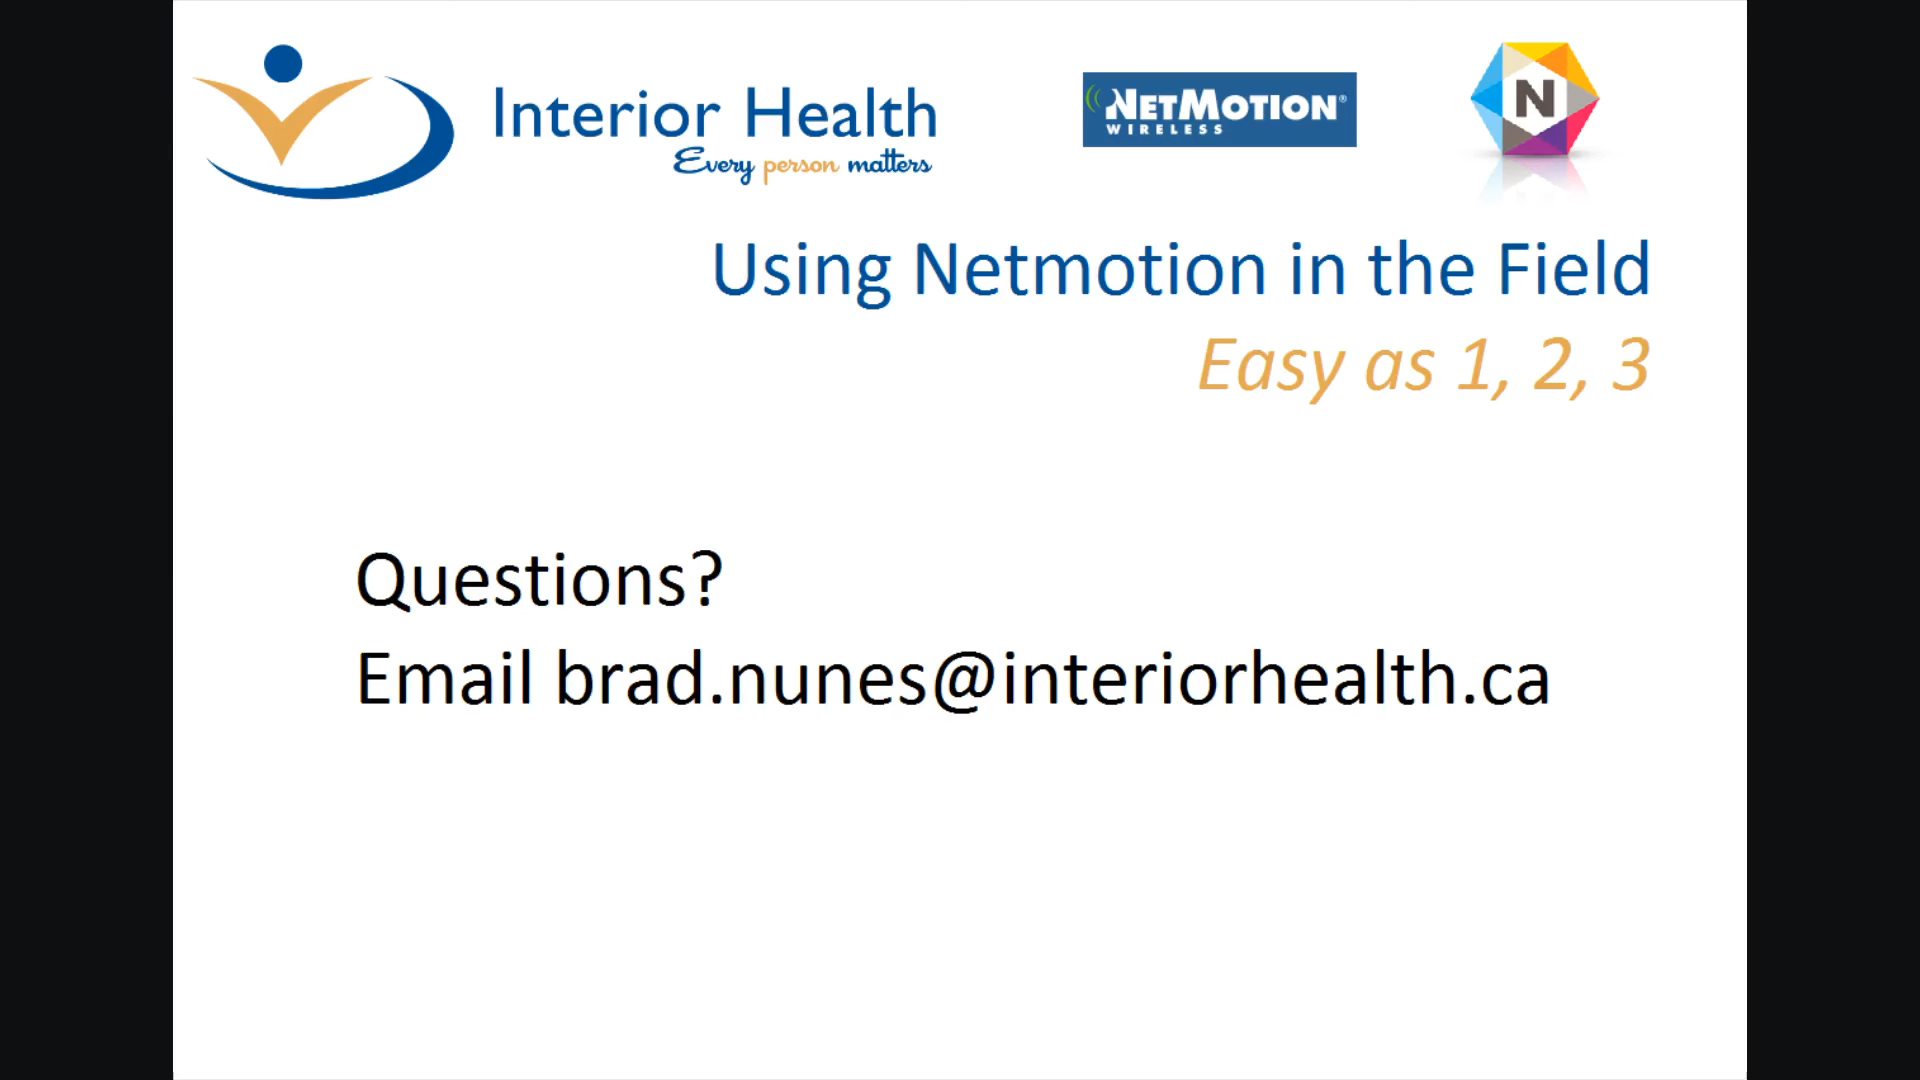 Interior Health
Every person matters
NETMOTION®
WIRELESS
N
Using Netmotion in the Field
Easy as 1, 2, 3
Questions?
Email brad.nunes@interiorhealth.ca